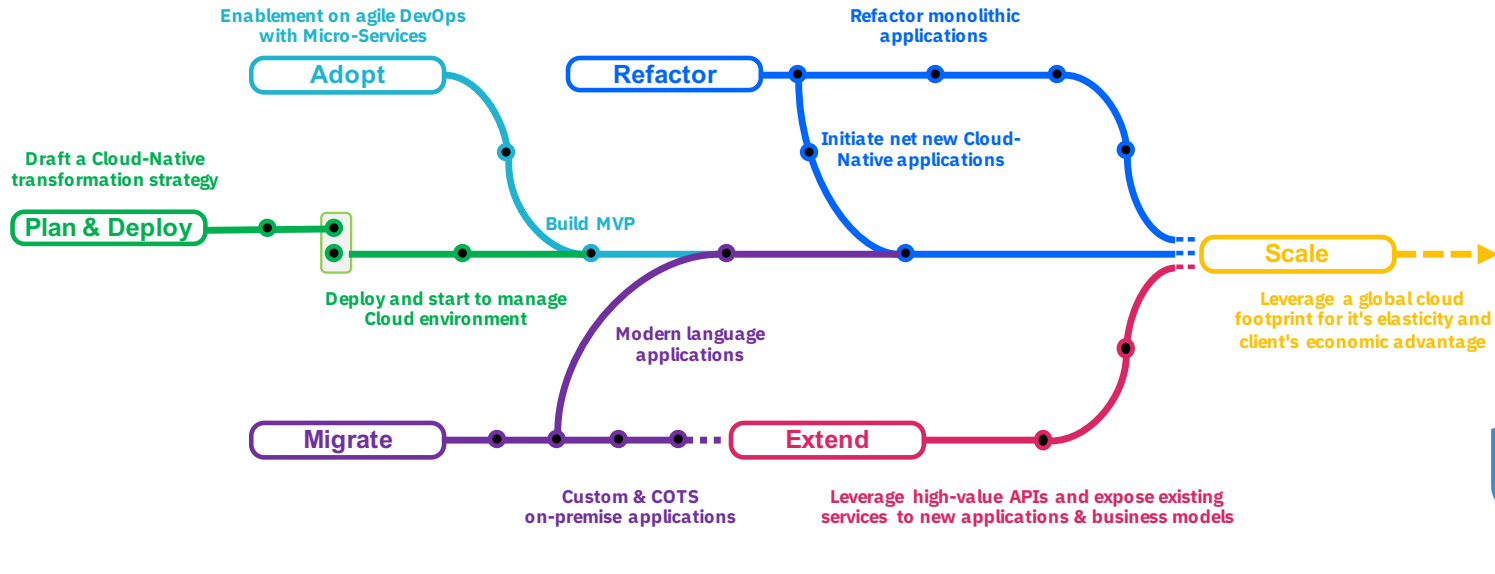 Enablement on agile DevOps
with Micro-Services
Adopt
Refactor monolithic
applications
Refactor
Initiate net new Cloud-
Native applications
Draft a Cloud-Native
transformation strategy
Plan & Deploy
Build MVP
Deploy and start to manage
Cloud environment
Scale
Leverage a global cloud
footprint for it's elasticity and
client's economic advantage
Modern language
applications
Migrate
Custom & COTS
on-premise applications
Extend
Leverage high-value APIs and expose existing
services to new applications & business models